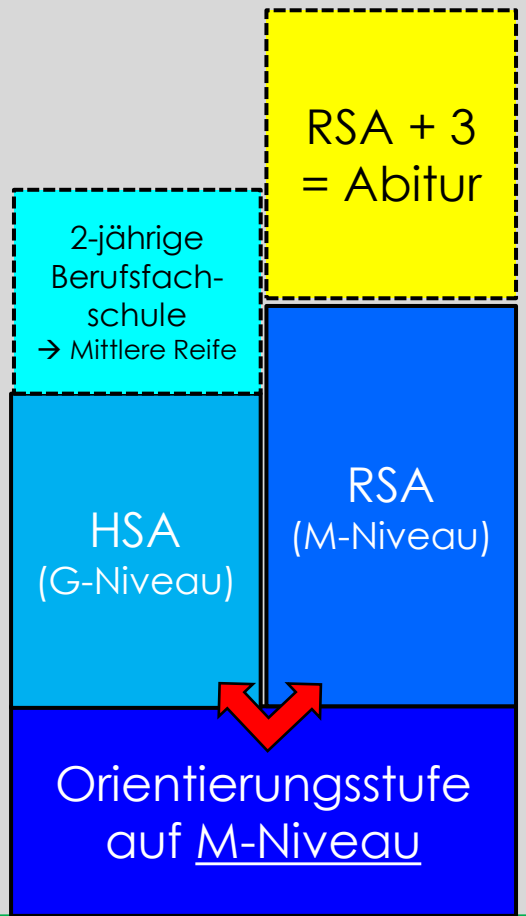 RSA + 3
= Abitur
2-jährige
Berufsfach-
schule
→ Mittlere Reife
HSA
(G-Niveau)
RSA
(M-Niveau)
Orientierungsstufe
auf M-Niveau